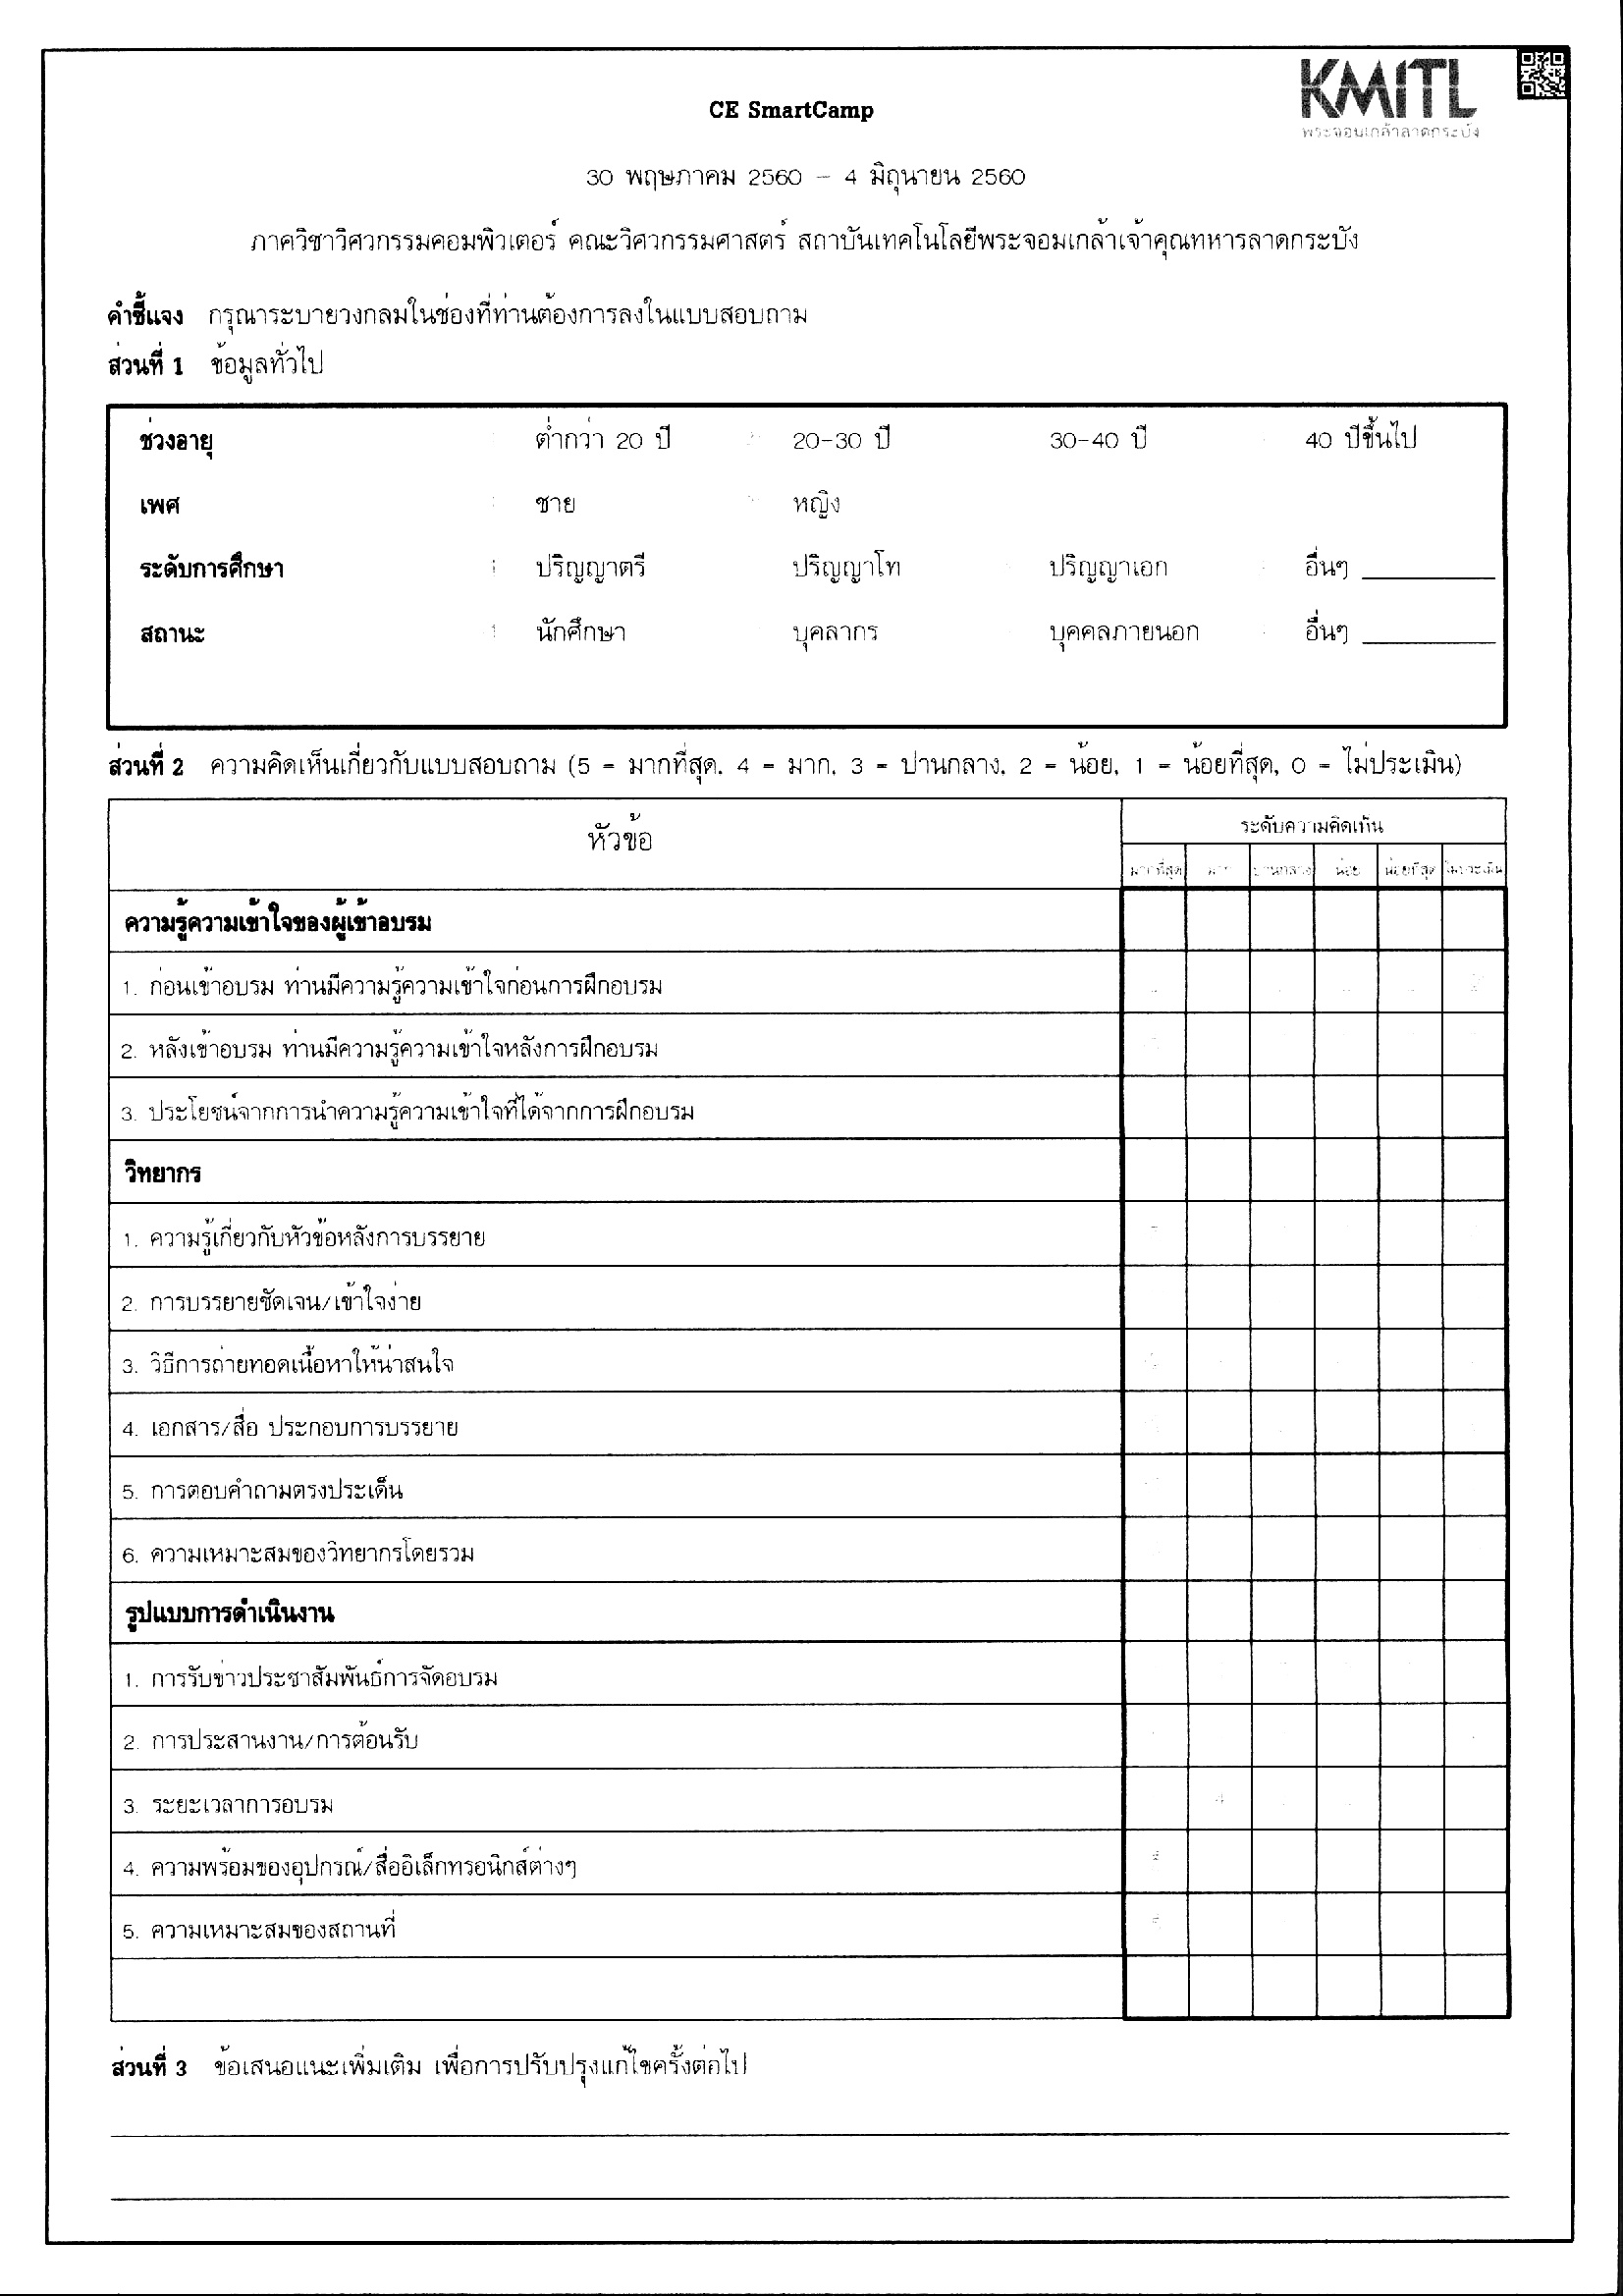 KMITL
พระจอมเกล้าลาดกระบัง
CE SmartCamp
30 พฤษภาคม 2560 - 4 มิถุนายน 2560
ภาควิชาวิศวกรรมคอมพิวเตอร์ คณะวิศวกรรมศาสตร์ สถาบันเทคโนโลยีพระจอมเกล้าเจ้าคุณทหารลาดกระบัง
คำชี้แจง กรุณาระบายวงกลมในช่องที่ท่านต้องการลงในแบบสอบถาม
ส่วนที่ 1 ข้อมูลทั่วไป
ช่วงอายุ ต่ำกว่า 20 ปี 20-30 ปี 30-40 ปี 40 ปีขึ้นไป
เพศ ชาย หญิง
ระดับการศึกษา ปริญญาตรี ปริญญาโท ปริญญาเอก อื่นๆ
สถานะ นักศึกษา บุคลากร บุคคลภายนอก อื่นๆ
ส่วนที่ 2 ความคิดเห็นเกี่ยวกับแบบสอบถาม (5 = มากที่สุด, 4 = มาก, 3 = ปานกลาง, 2 = น้อย, 1 = น้อยที่สุด, 0 = ไม่ประเมิน)
หัวข้อ ระดับความคิดเห็น
มากที่สุด มาก ปานกลาง น้อย น้อยที่สุด ไม่ประเมิน
ความรู้ความเข้าใจของผู้เข้าอบรม
1. ก่อนเข้าอบรม ท่านมีความรู้ความเข้าใจก่อนการฝึกอบรม
2. หลังเข้าอบรม ท่านมีความรู้ความเข้าใจหลังการฝึกอบรม
3. ประโยชน์จากการนำความรู้ความเข้าใจที่ได้จากการฝึกอบรม
วิทยากร
1. ความรู้เกี่ยวกับหัวข้อหลังการบรรยาย
2. การบรรยายชัดเจน/เข้าใจง่าย
3. วิธีการถ่ายทอดเนื้อหาให้น่าสนใจ
4. เอกสาร/สื่อ ประกอบการบรรยาย
5. การตอบคำถามตรงประเด็น
6. ความเหมาะสมของวิทยากรโดยรวม
รูปแบบการดำเนินงาน
1. การรับข่าวประชาสัมพันธ์การจัดอบรม
2. การประสานงาน/การต้อนรับ
3. ระยะเวลาการอบรม 4
4. ความพร้อมของอุปกรณ์/สื่ออิเล็กทรอนิกส์ต่างๆ
5. ความเหมาะสมของสถานที่
ส่วนที่ 3 ข้อเสนอแนะเพิ่มเติม เพื่อการปรับปรุงแก้ไขครั้งต่อไป